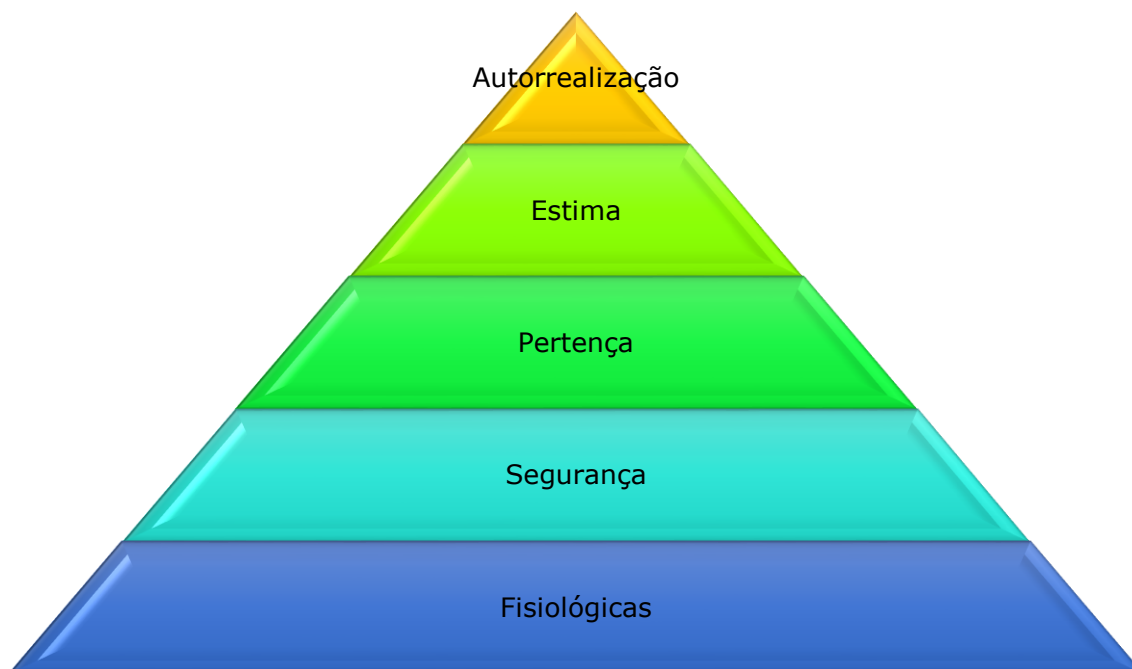 Autorrealização
Estima
Pertença
Segurança
Fisiológicas